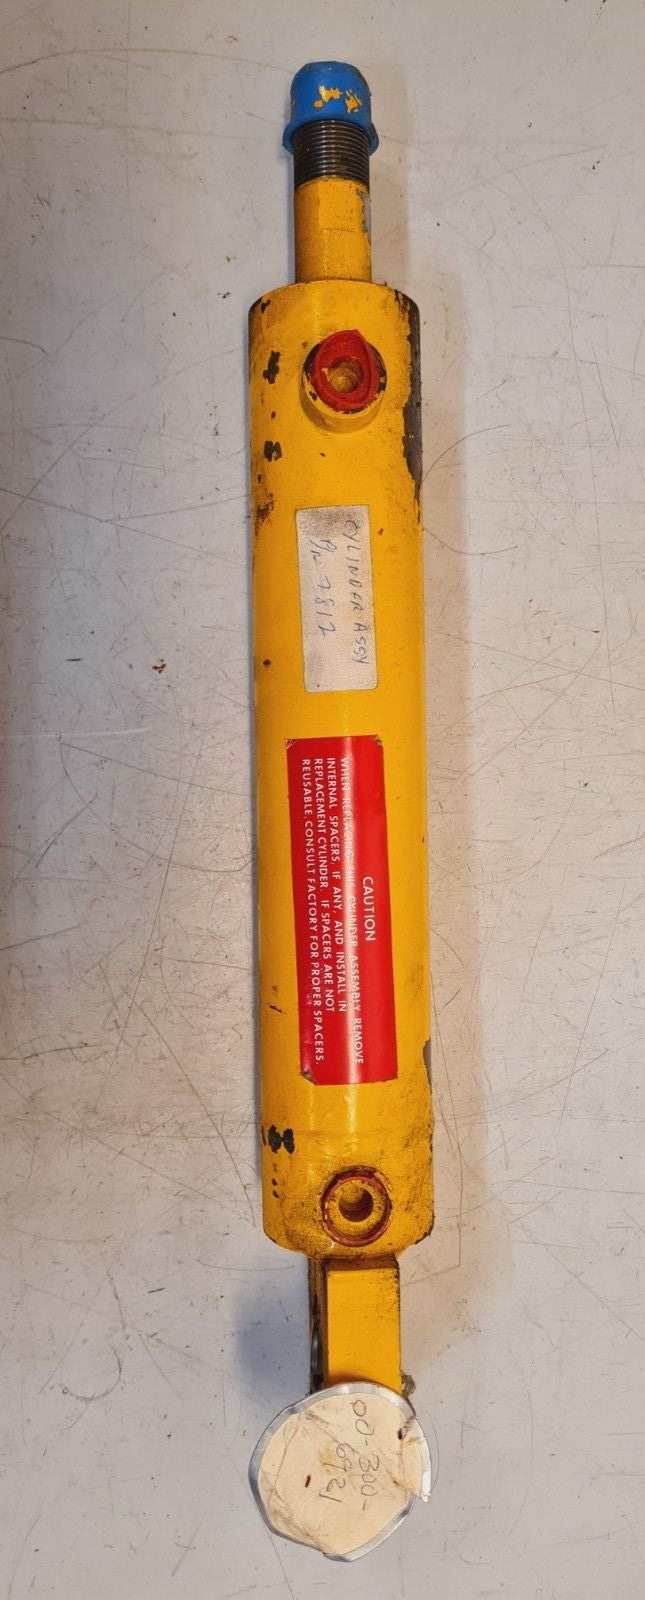 CYLINDER ASSY
P/N 7812
CAUTION
WHEN REPLACING THIS CYLINDER ASSEMBLY, REMOVE
INTERNAL SPACERS, IF ANY, AND INSTALL IN
REPLACEMENT CYLINDER. IF SPACERS ARE NOT
REUSABLE, CONSULT FACTORY FOR PROPER SPACERS.
00-300-